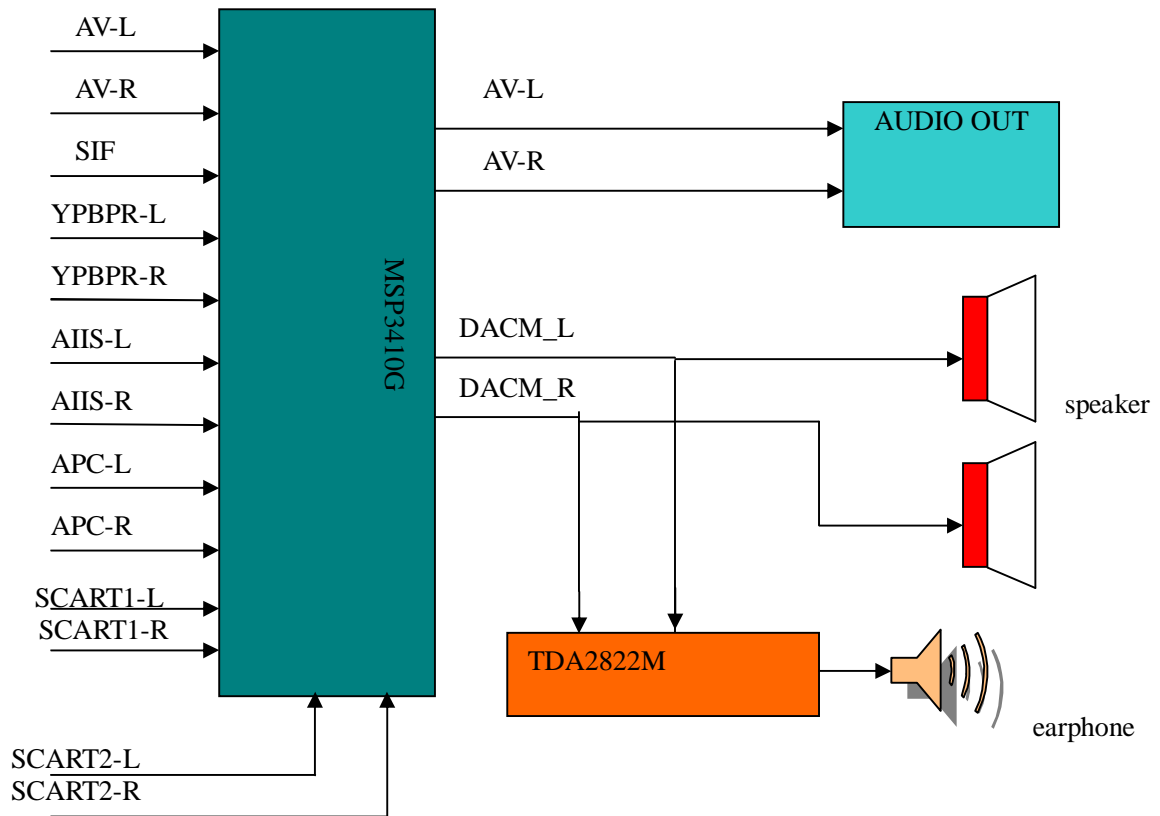 AV-L
AV-R
SIF
YPBPR-L
YPBPR-R
AIIS-L
AIIS-R
APC-L
APC-R
SCART1-L
SCART1-R
SCART2-L
SCART2-R
MSP3410G
AV-L
AV-R
AUDIO OUT
DACM_L
DACM_R
speaker
TDA2822M
earphone